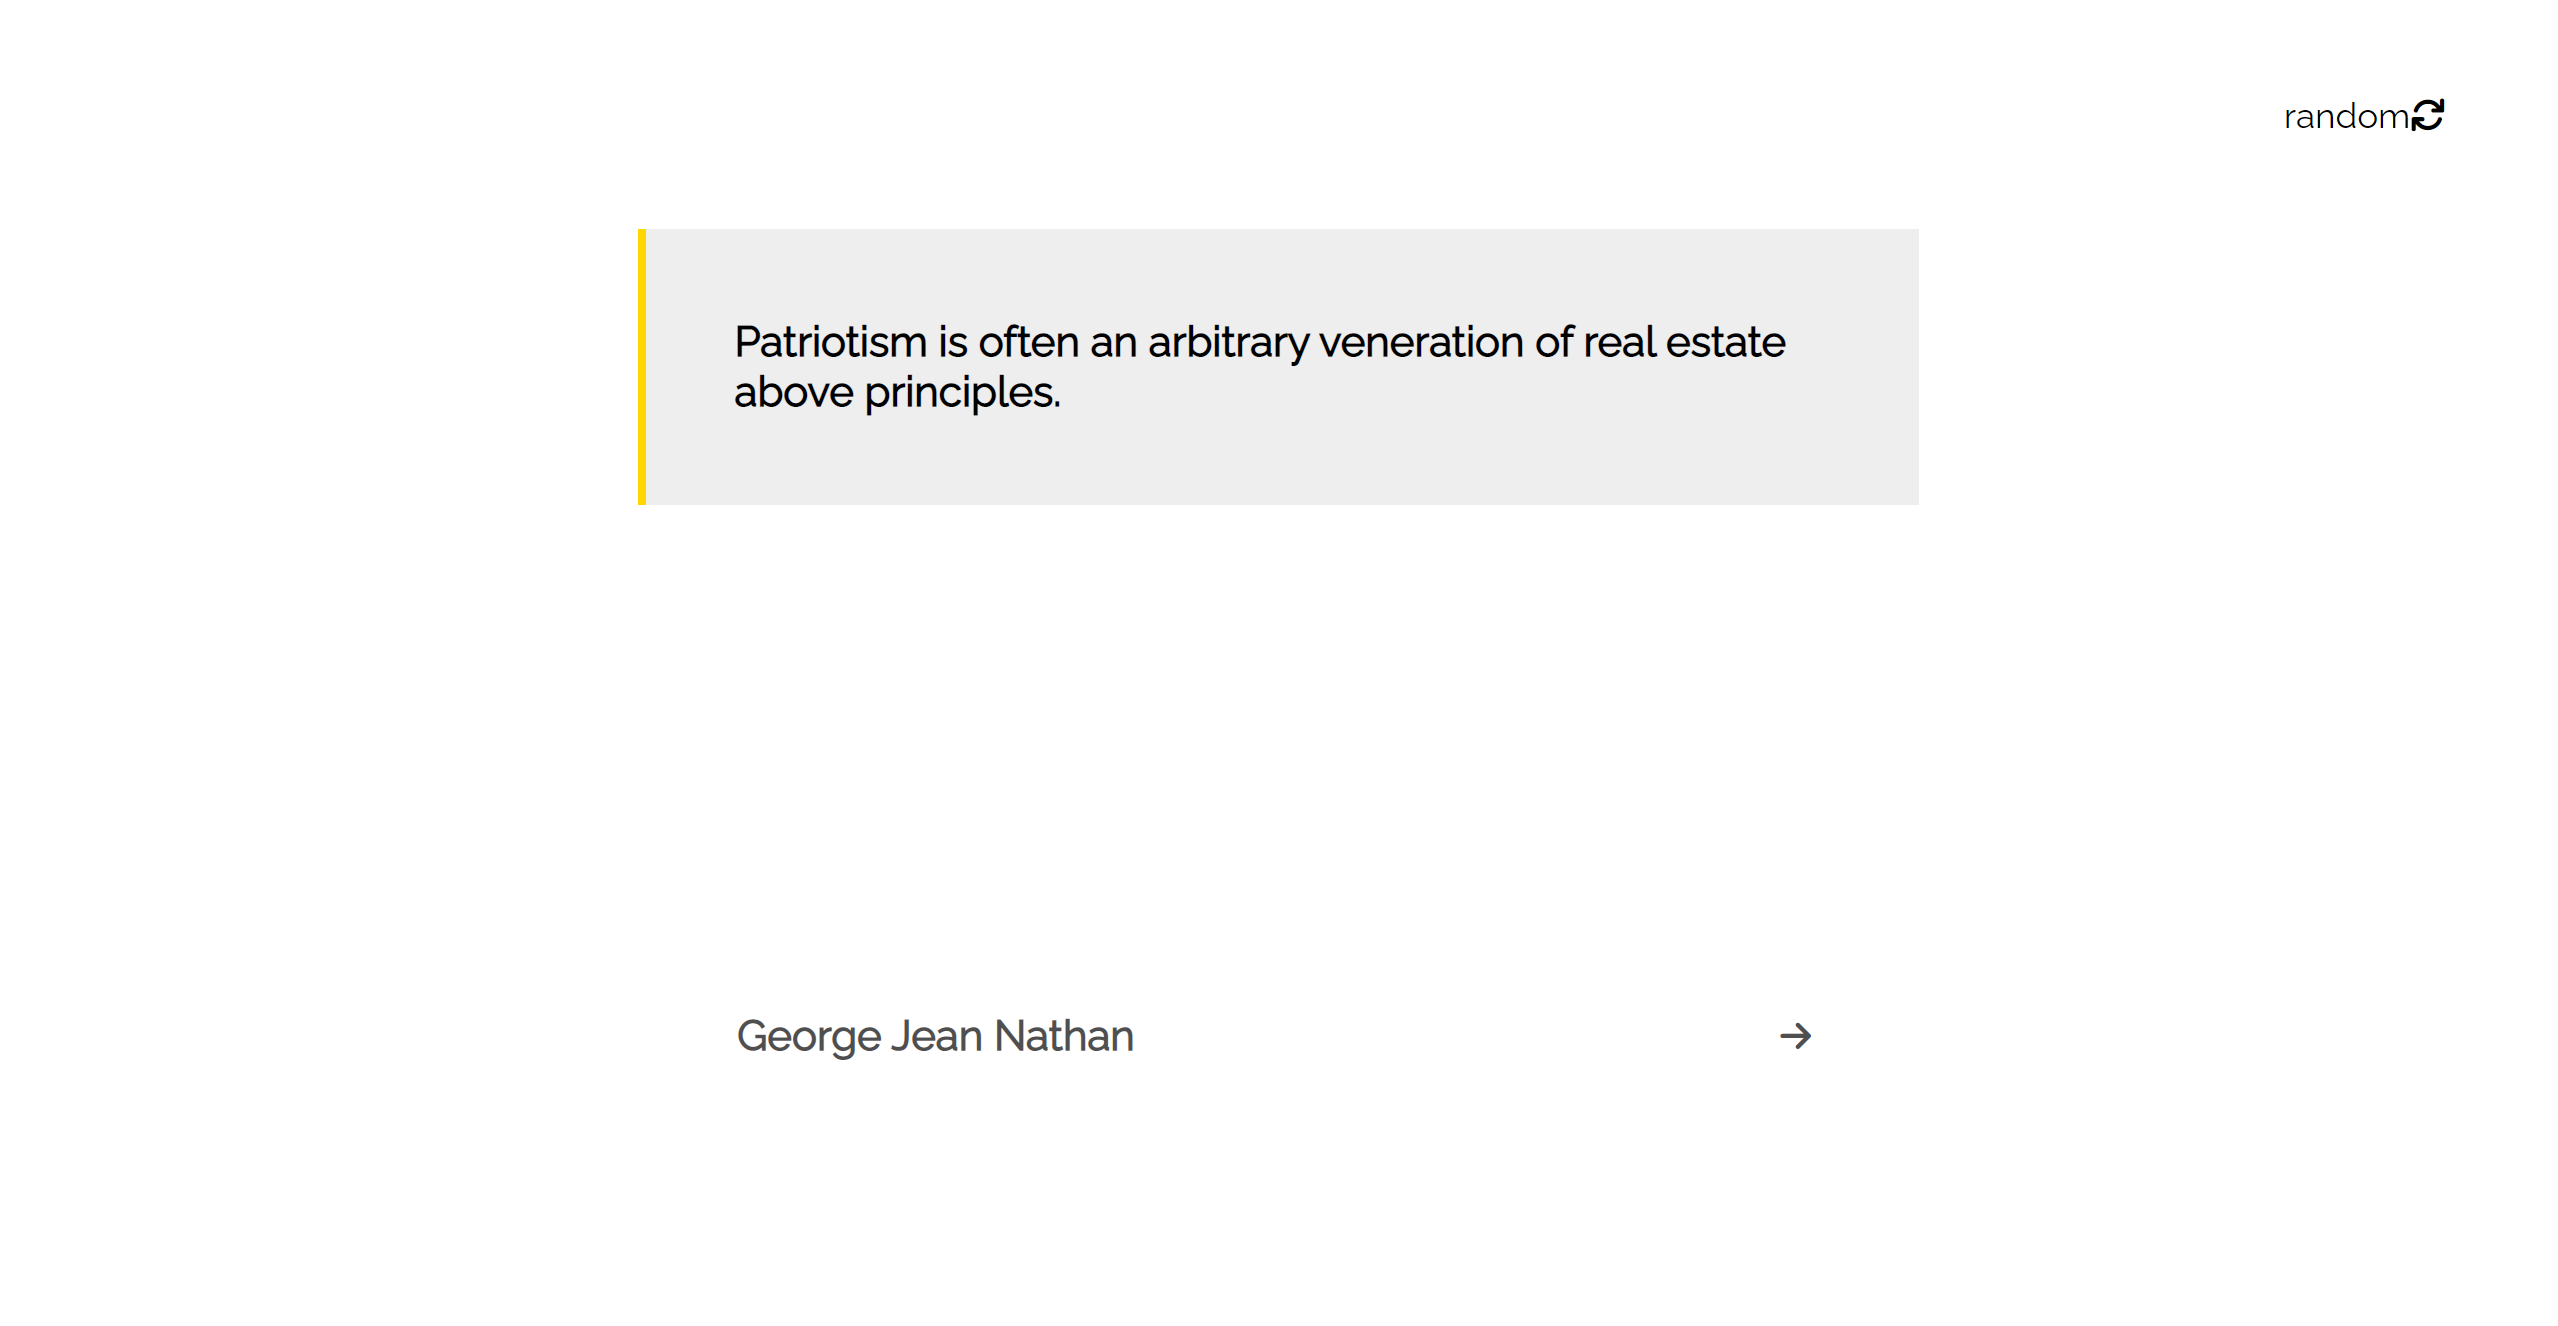 random
Patriotism is often an arbitrary veneration of real estate
above principles.
George Jean Nathan